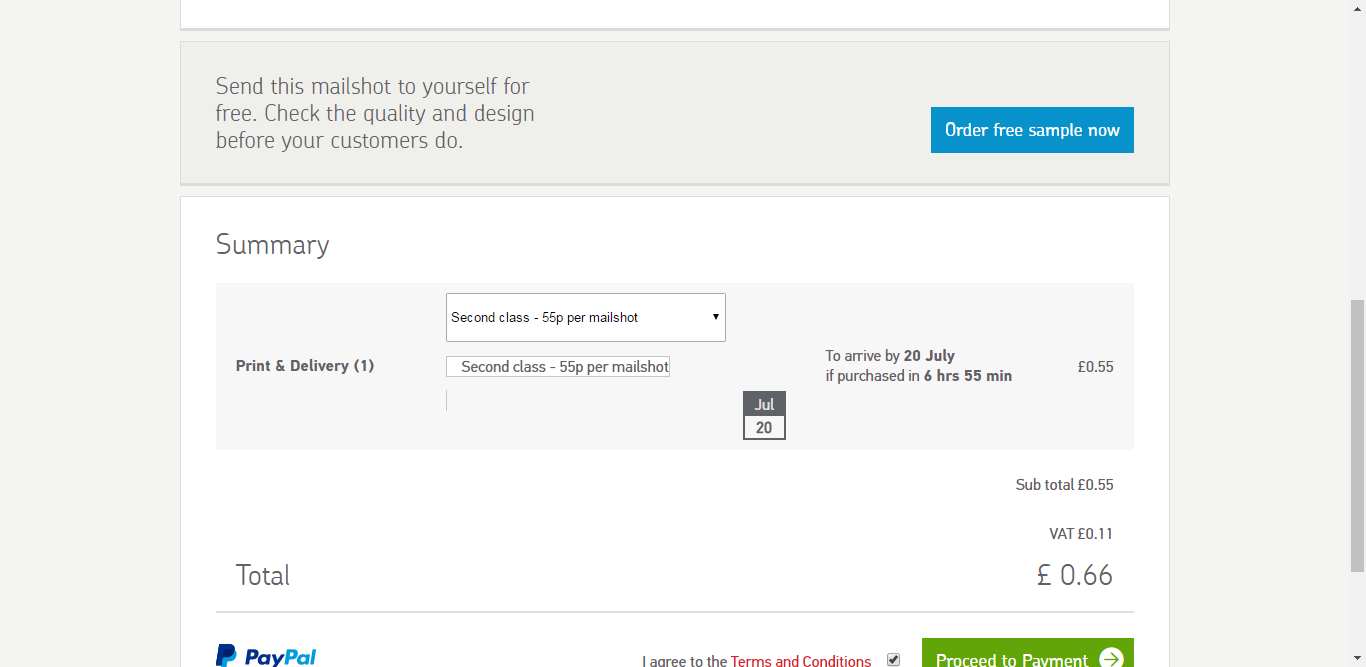 Send this mailshot to yourself for
free. Check the quality and design
before your customers do.
Order free sample now
Summary
Second class - 55p per mailshot
Print & Delivery (1)
Second class - 55p per mailshot
To arrive by 20 July
if purchased in 6 hrs 55 min
£0.55
Jul
20
Sub total £0.55
VAT £0.11
Total
£ 0.66
PayPal
I agree to the Terms and Conditions
Proceed to Payment